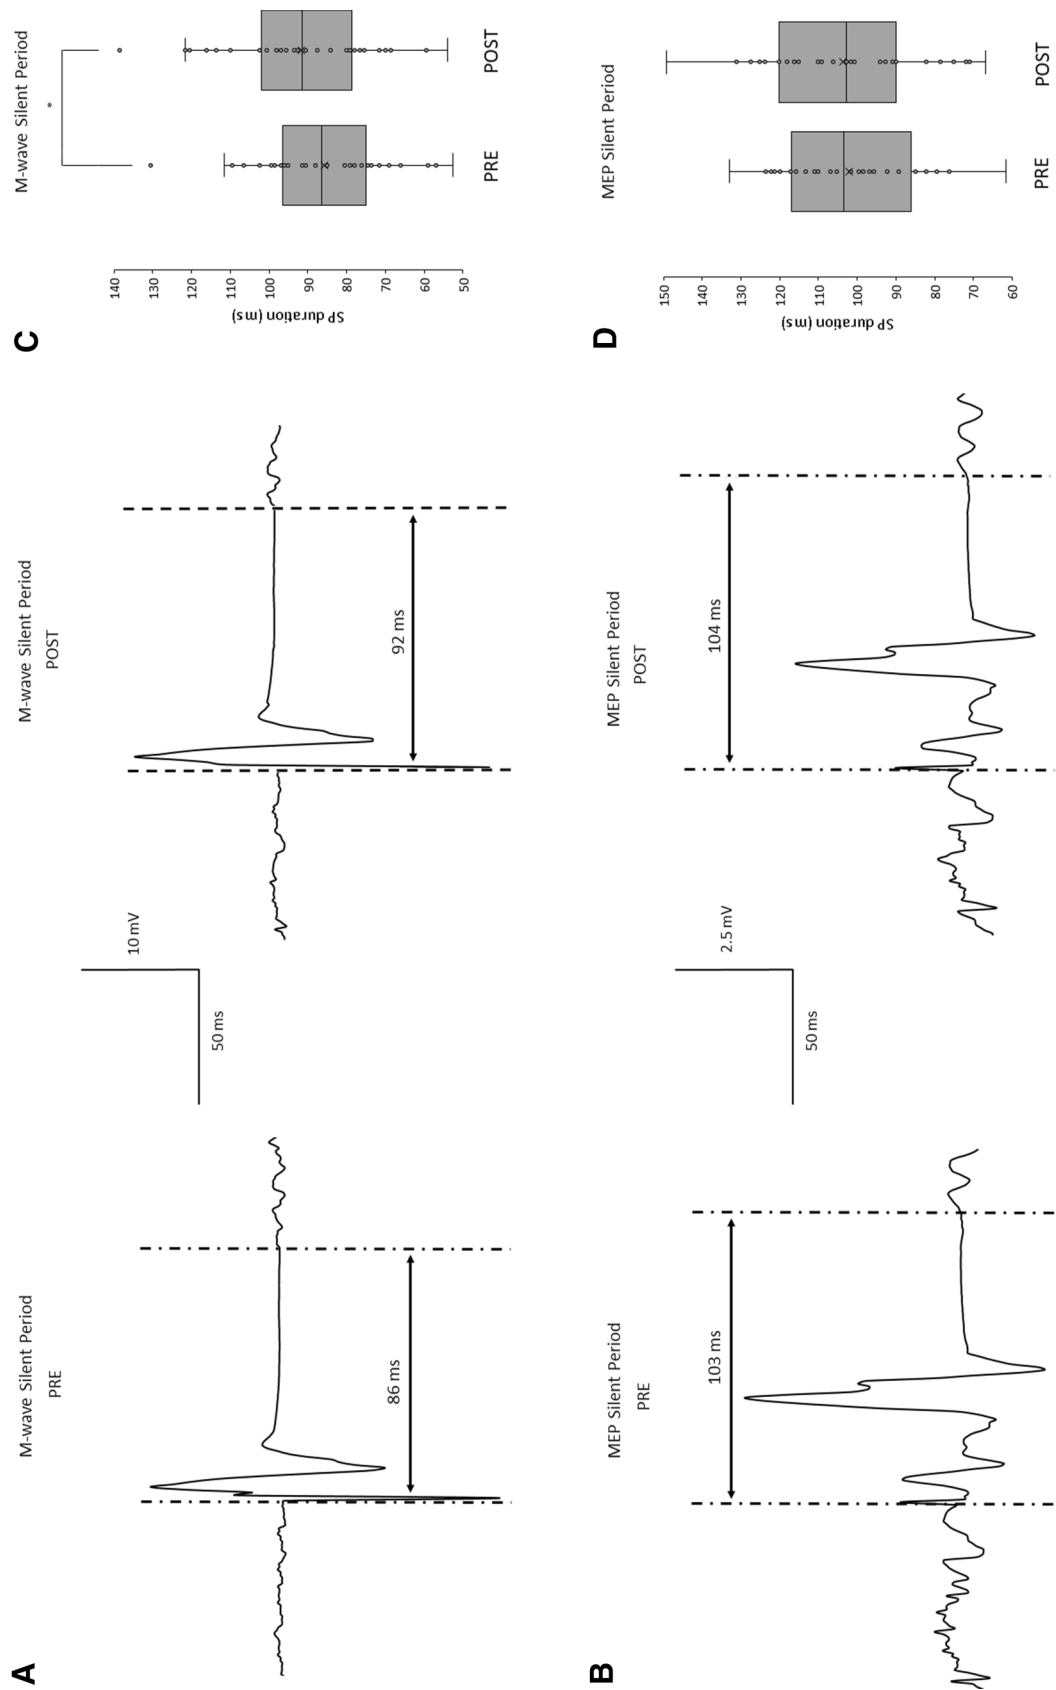 A
M-wave Silent Period
PRE
86 ms
50 ms
10 mV
M-wave Silent Period
POST
92 ms
B
MEP Silent Period
PRE
103 ms
50 ms
2.5 mV
MEP Silent Period
POST
104 ms
C
M-wave Silent Period
*
SP duration (ms)
140
130
120
110
100
90
80
70
60
50
PRE
POST
D
MEP Silent Period
SP duration (ms)
150
140
130
120
110
100
90
80
70
60
PRE
POST